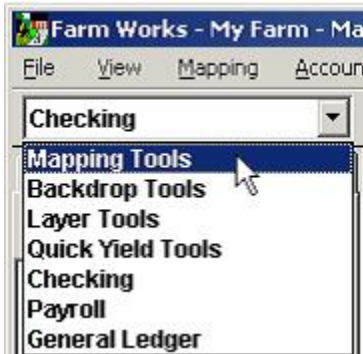 Farm Works - My Farm - Ma
File View Mapping Accoun
Checking
Mapping Tools
Backdrop Tools
Layer Tools
Quick Yield Tools
Checking
Payroll
General Ledger